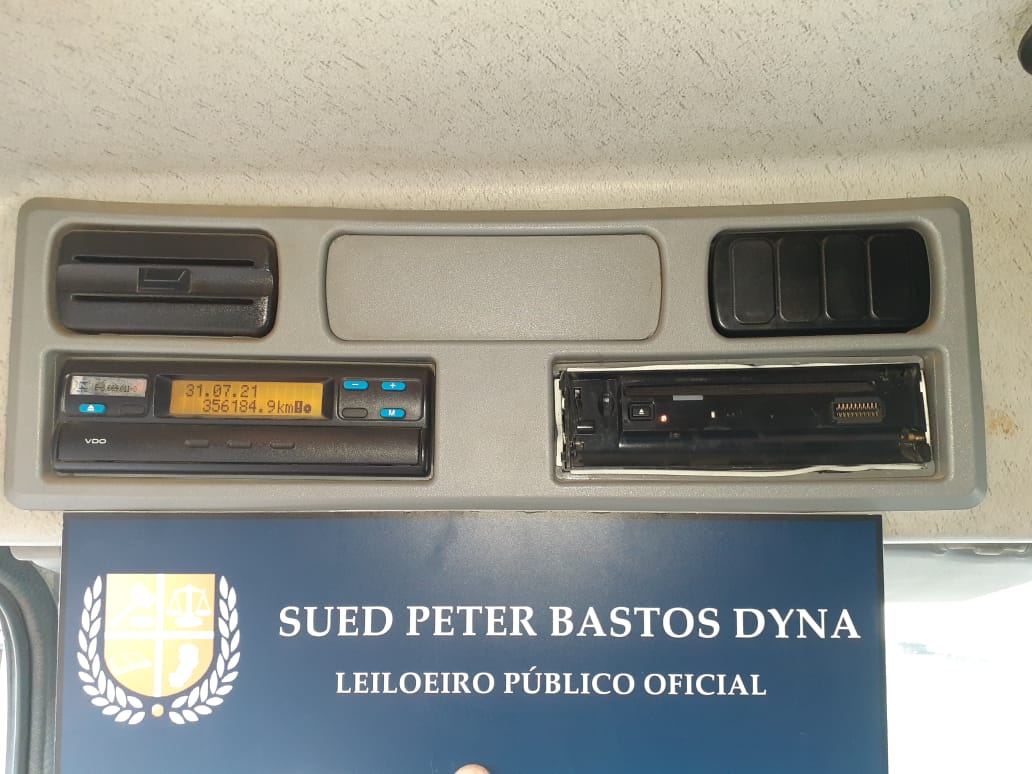 31.07.21
356184.9km
- +
M
VDO
SUED PETER BASTOS DYNA
LEILOEIRO PÚBLICO OFICIAL